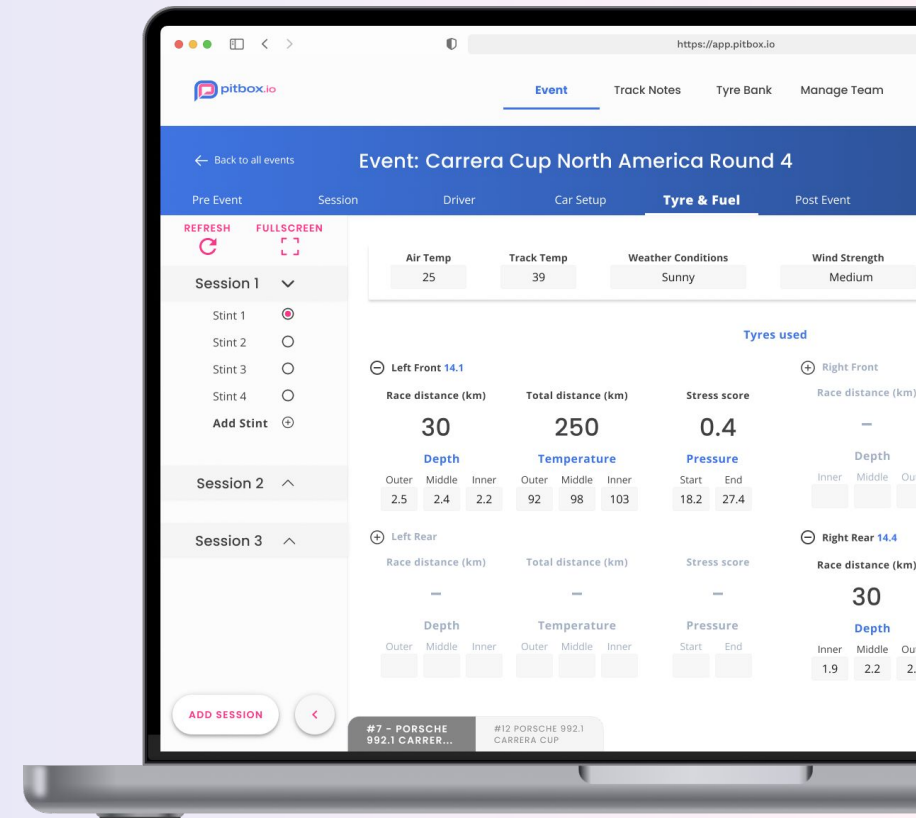 https://app.pitbox.io
pitbox.io
Event Track Notes Tyre Bank Manage Team
Back to all events
Event: Carrera Cup North America Round 4
Pre Event Session Driver Car Setup Tyre & Fuel Post Event
REFRESH FULLSCREEN
Air Temp Track Temp Weather Conditions Wind Strength
25 39 Sunny Medium
Session 1
Stint 1
Stint 2
Stint 3
Stint 4
Add Stint
Session 2
Session 3
Tyres used
Left Front 14.1
Race distance (km) Total distance (km) Stress score
30 250 0.4
Depth Temperature Pressure
Outer Middle Inner Outer Middle Inner Start End
2.5 2.4 2.2 92 98 103 18.2 27.4
Right Front
Race distance (km)
–
Depth
Inner Middle Ou
Left Rear
Race distance (km) Total distance (km) Stress score
– – –
Depth Temperature Pressure
Outer Middle Inner Outer Middle Inner Start End
Right Rear 14.4
Race distance (km)
30
Depth
Inner Middle Ou
1.9 2.2 2.
ADD SESSION
#7 - PORSCHE
992.1 CARRER...
#12 PORSCHE 992.1
CARRERA CUP